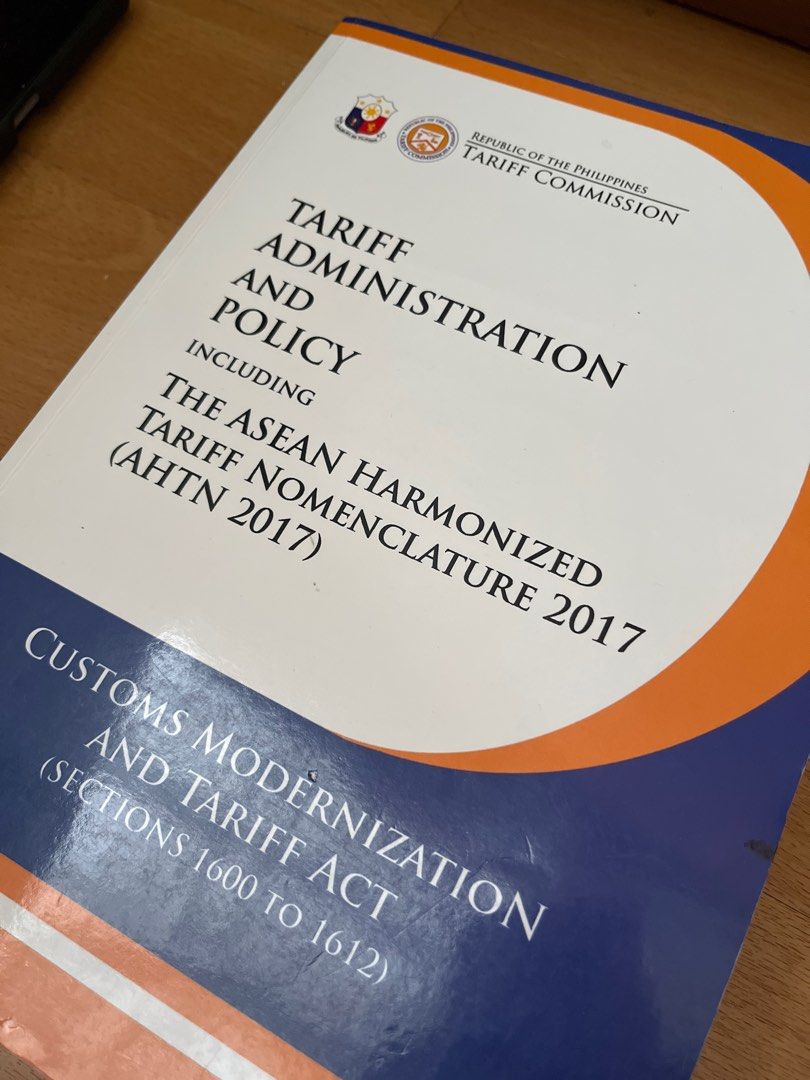 REPUBLIC OF THE PHILIPPINES
TARIFF COMMISSION
TARIFF
ADMINISTRATION
AND
POLICY
INCLUDING
THE ASEAN HARMONIZED
TARIFF NOMENCLATURE 2017
(AHTN 2017)
CUSTOMS MODERNIZATION
AND TARIFF ACT
(SECTIONS 1600 TO 1612)